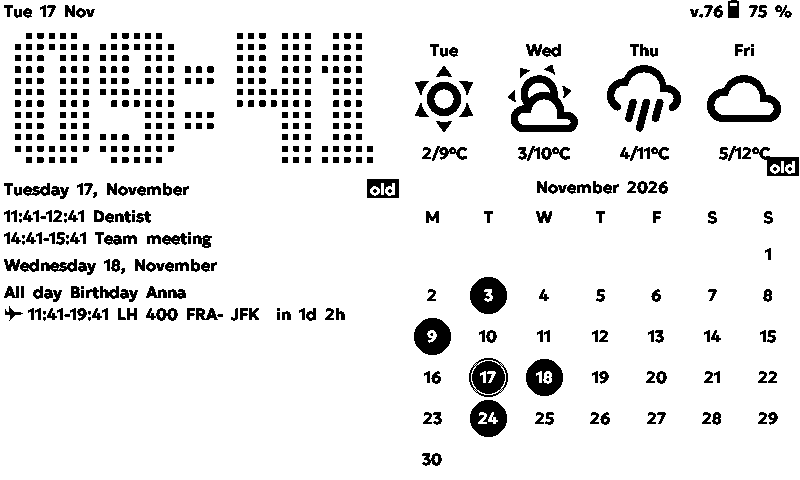 Tue 17 Nov
v.76 75 %
09:41
Tue Wed Thu Fri
2/9°C 3/10°C 4/11°C 5/12°C
old
Tuesday 17, November
old
11:41-12:41 Dentist
14:41-15:41 Team meeting
Wednesday 18, November
All day Birthday Anna
11:41-19:41 LH 400 FRA- JFK in 1d 2h
November 2026
M T W T F S S
1
2 3 4 5 6 7 8
9 10 11 12 13 14 15
16 17 18 19 20 21 22
23 24 25 26 27 28 29
30